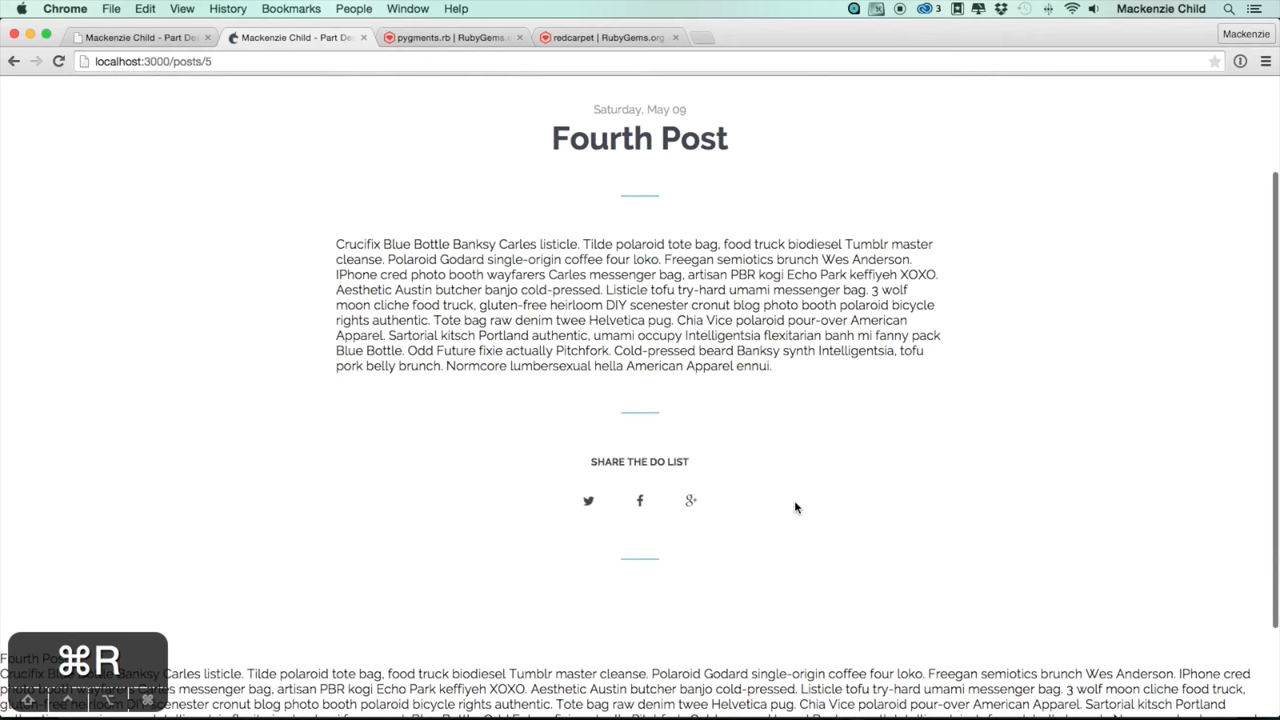 Chrome File Edit View History Bookmarks People Window Help 3 Mackenzie Child
Mackenzie Child - Part De Mackenzie Child - Part De pygments.rb | RubyGems. redcarpet | RubyGems.org Mackenzie
localhost:3000/posts/5
Saturday, May 09
Fourth Post
Crucifix Blue Bottle Banksy Carles listicle. Tilde polaroid tote bag, food truck biodiesel Tumblr master
cleanse. Polaroid Godard single-origin coffee four loko. Freegan semiotics brunch Wes Anderson.
IPhone cred photo booth wayfarers Carles messenger bag, artisan PBR kogi Echo Park keffiyeh XOXO.
Aesthetic Austin butcher banjo cold-pressed. Listicle tofu try-hard umami messenger bag. 3 wolf
moon cliche food truck, gluten-free heirloom DIY scenester cronut blog photo booth polaroid bicycle
rights authentic. Tote bag raw denim twee Helvetica pug. Chia Vice polaroid pour-over American
Apparel. Sartorial kitsch Portland authentic, umami occupy Intelligentsia flexitarian banh mi fanny pack
Blue Bottle. Odd Future fixie actually Pitchfork. Cold-pressed beard Banksy synth Intelligentsia, tofu
pork belly brunch. Normcore lumbersexual hella American Apparel ennui.
SHARE THE DO LIST
⌘R
Fourth Post
Crucifix Blue Bottle Banksy Carles listicle. Tilde polaroid tote bag, food truck biodiesel Tumblr master cleanse. Polaroid Godard single-origin coffee four loko. Freegan semiotics brunch Wes Anderson. IPhone cred
photo booth wayfarers Carles messenger bag, artisan PBR kogi Echo Park keffiyeh XOXO. Aesthetic Austin butcher banjo cold-pressed. Listicle tofu try-hard umami messenger bag. 3 wolf moon cliche food truck,
gluten-free heirloom DIY scenester cronut blog photo booth polaroid bicycle rights authentic. Tote bag raw denim twee Helvetica pug. Chia Vice polaroid pour-over American Apparel. Sartorial kitsch Portland